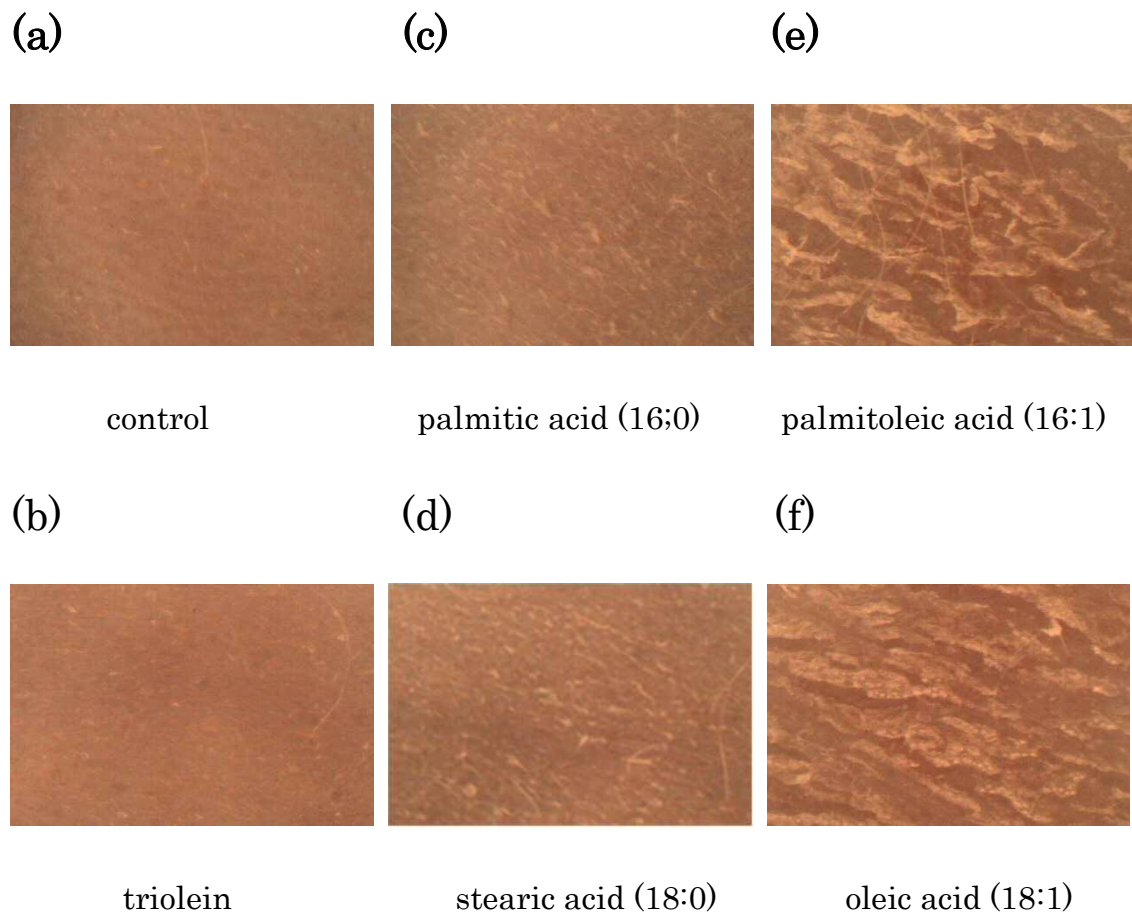 (a) (c) (e)
control palmitic acid (16;0) palmitoleic acid (16:1)
(b) (d) (f)
triolein stearic acid (18:0) oleic acid (18:1)